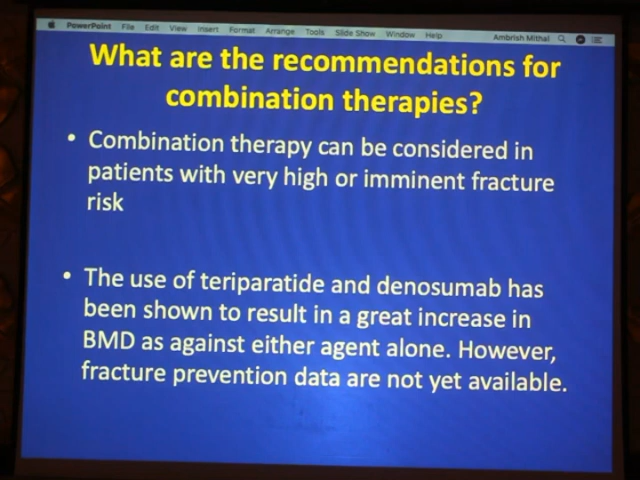 PowerPoint File Edit View Insert Format Arrange Tools Slide Show Window Help Ambrish Mithal
What are the recommendations for
combination therapies?
• Combination therapy can be considered in
patients with very high or imminent fracture
risk
• The use of teriparatide and denosumab has
been shown to result in a great increase in
BMD as against either agent alone. However,
fracture prevention data are not yet available.